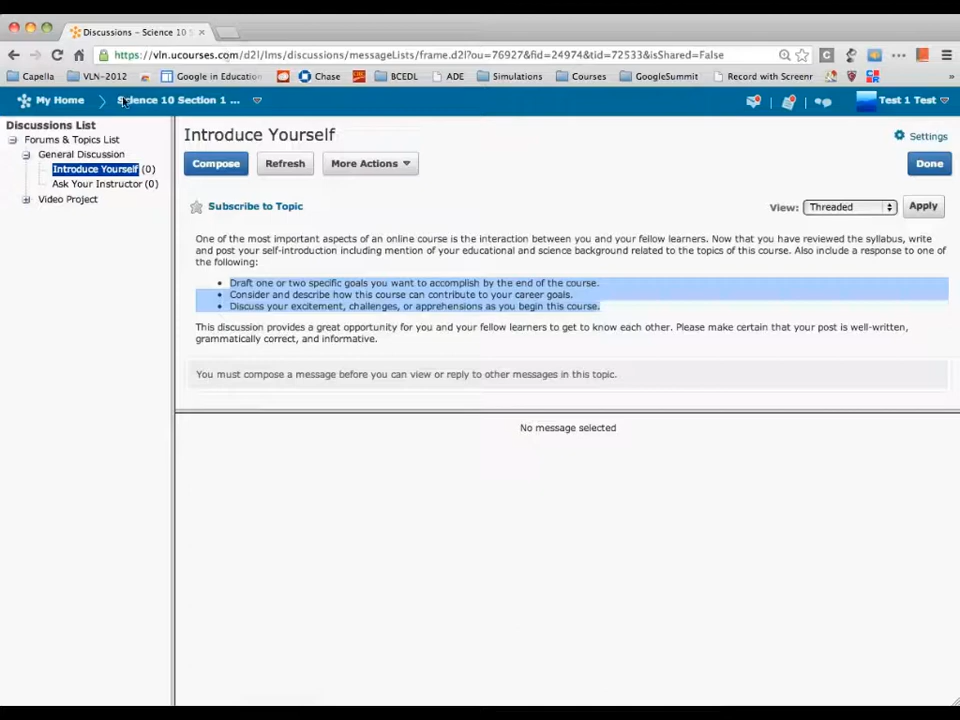 Discussions - Science 10
https://vln.ucourses.com/d2l/lms/discussions/messageLists/frame.d2l?ou=76927&fid=24974&tid=72533&isShared=False
Capella VLN-2012 Google in Education Chase BCEDL ADE Simulations Courses GoogleSummit Record with Screenr »
My Home Science 10 Section 1 ... Test 1 Test
Discussions List
Forums & Topics List
General Discussion
Introduce Yourself (0)
Ask Your Instructor (0)
Video Project
Introduce Yourself
Settings
Compose Refresh More Actions Done
Subscribe to Topic
View: Threaded Apply
One of the most important aspects of an online course is the interaction between you and your fellow learners. Now that you have reviewed the syllabus, write
and post your self-introduction including mention of your educational and science background related to the topics of this course. Also include a response to one of
the following:
• Draft one or two specific goals you want to accomplish by the end of the course.
• Consider and describe how this course can contribute to your career goals.
• Discuss your excitement, challenges, or apprehensions as you begin this course.
This discussion provides a great opportunity for you and your fellow learners to get to know each other. Please make certain that your post is well-written,
grammatically correct, and informative.
You must compose a message before you can view or reply to other messages in this topic.
No message selected